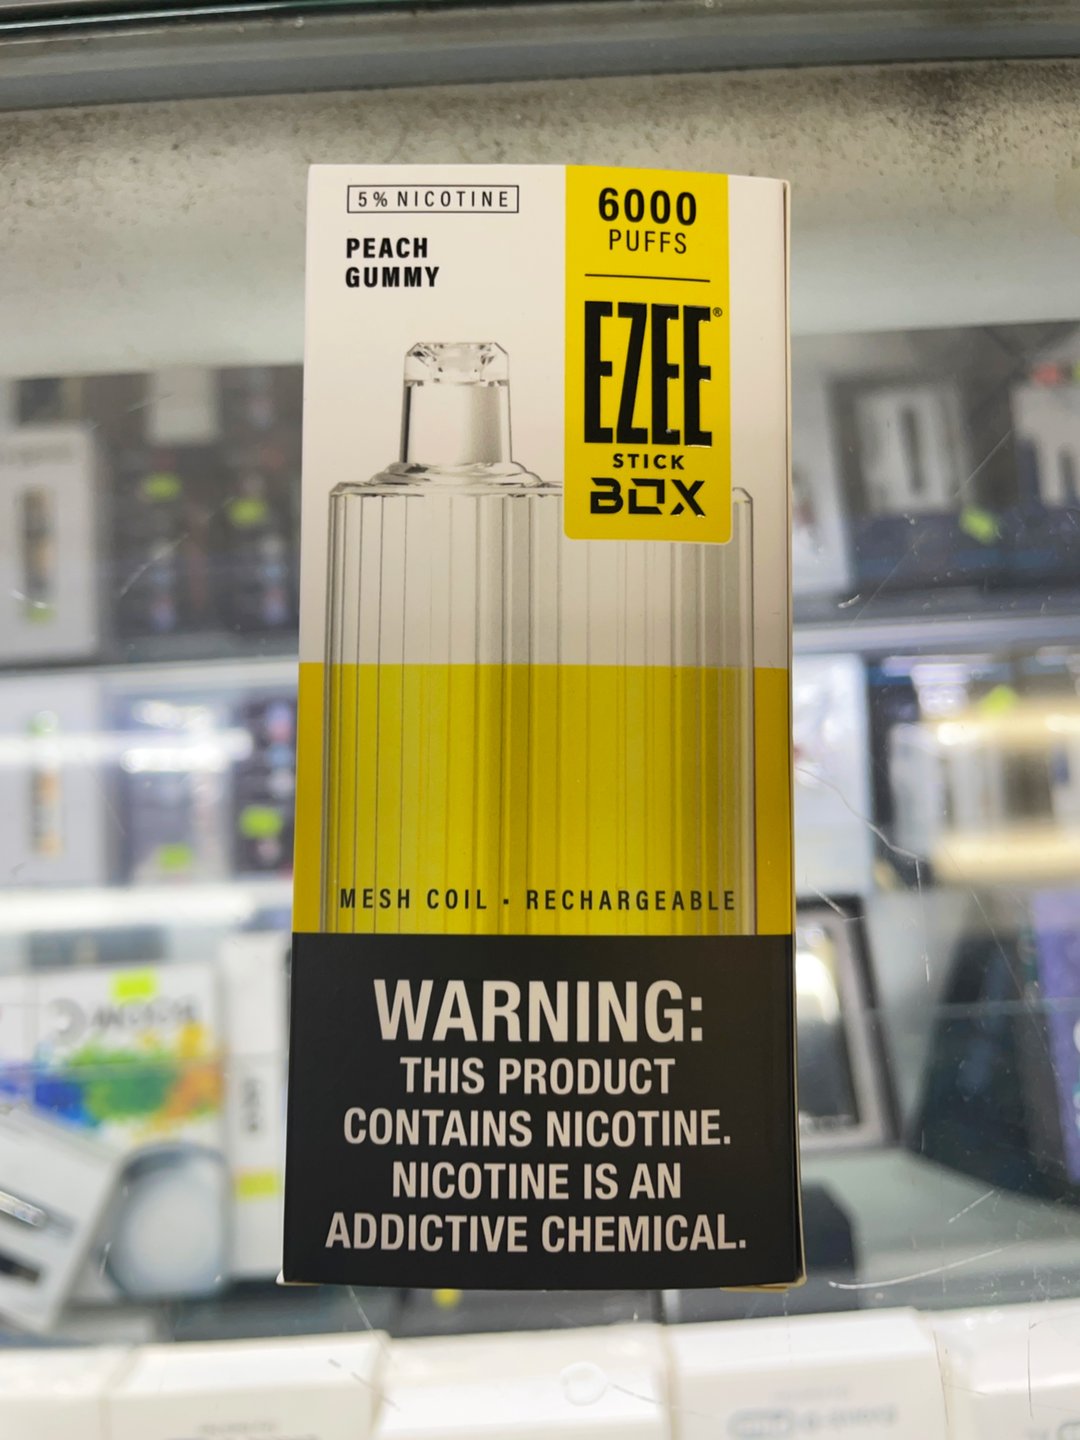 5% NICOTINE
PEACH
GUMMY
6000
PUFFS
EZEE®
STICK
BOX
MESH COIL · RECHARGEABLE
WARNING:
THIS PRODUCT
CONTAINS NICOTINE.
NICOTINE IS AN
ADDICTIVE CHEMICAL.